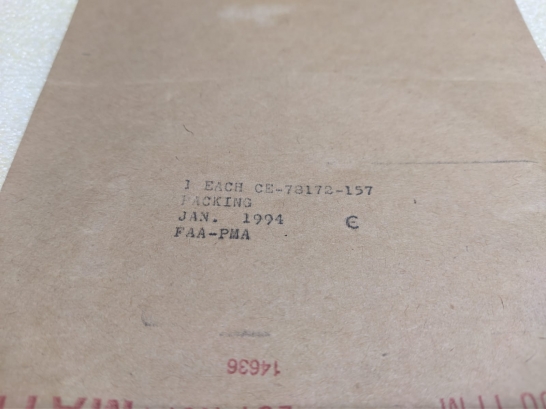 1 EACH CE-78172-157
PACKING
JAN. 1994 C
FAA-PMA
14636